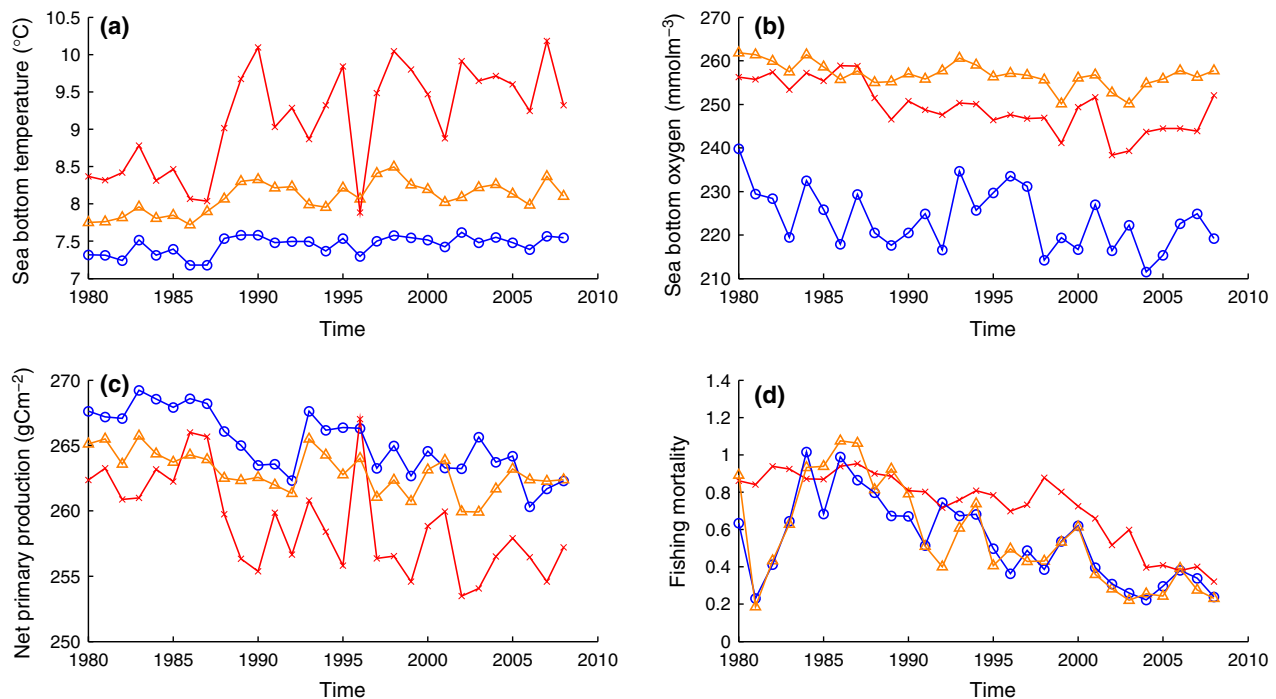 (a)
Sea bottom temperature (°C)
10.5
10
9.5
9
8.5
8
7.5
7
1980 1985 1990 1995 2000 2005 2010
Time
(b)
Sea bottom oxygen (mmolm⁻³)
270
260
250
240
230
220
210
1980 1985 1990 1995 2000 2005 2010
Time
(c)
Net primary production (gCm⁻²)
270
265
260
255
250
1980 1985 1990 1995 2000 2005 2010
Time
(d)
Fishing mortality
1.4
1.2
1
0.8
0.6
0.4
0.2
0
1980 1985 1990 1995 2000 2005 2010
Time